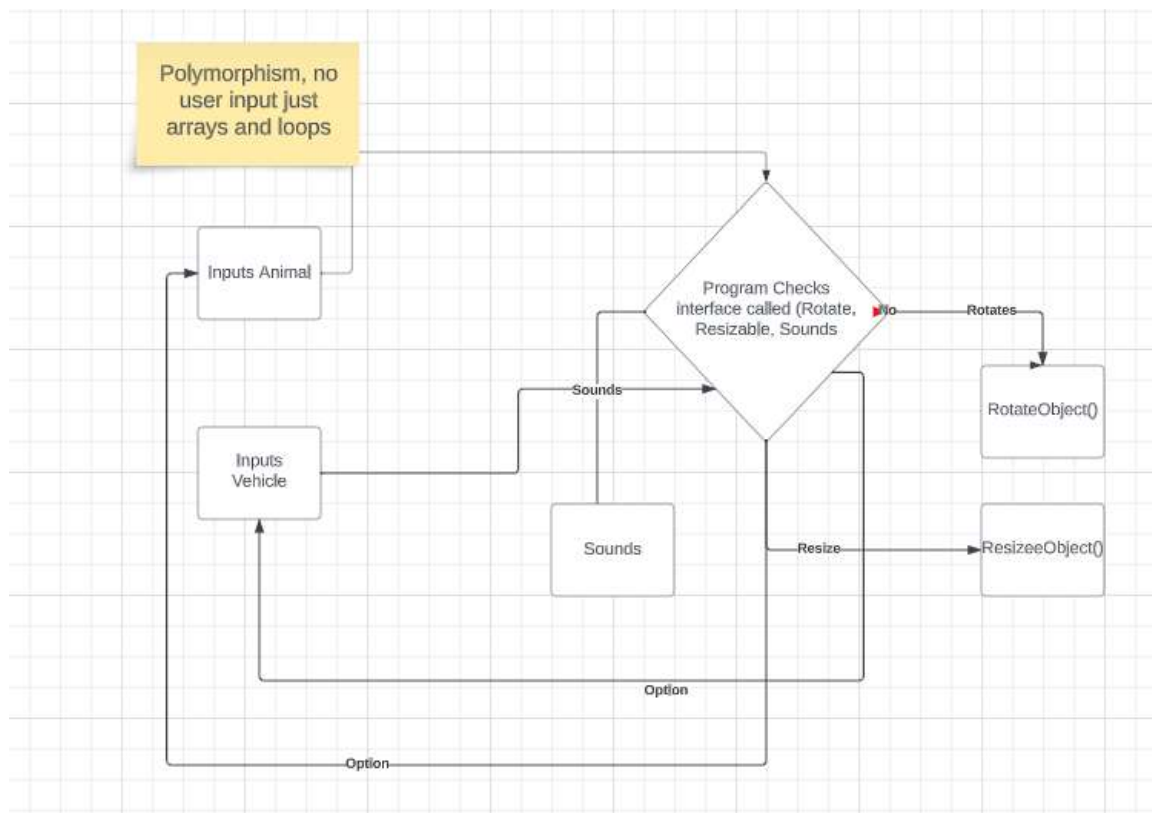 Polymorphism, no
user input just
arrays and loops
Inputs Animal
Program Checks
interface called (Rotate,
Resizable, Sounds
No
Rotates
RotateObject()
Sounds
Inputs
Vehicle
Sounds
Resize
ResizeeObject()
Option
Option